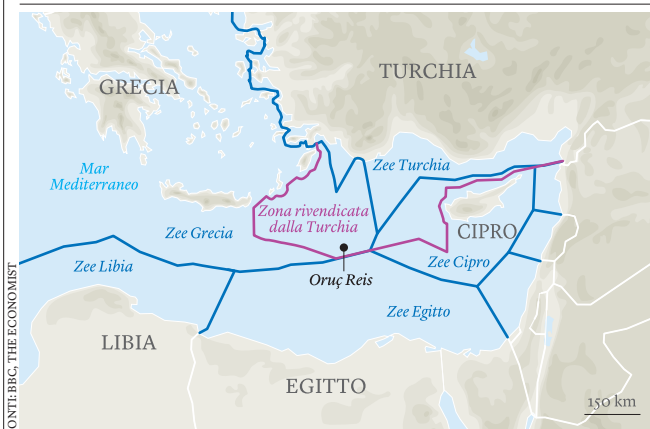 GRECIA
TURCHIA
Mar
Mediterraneo
Zee Turchia
Zona rivendicata
dalla Turchia
Zee Grecia
CIPRO
Zee Libia
Zee Cipro
Oruç Reis
Zee Egitto
LIBIA
EGITTO
150 km
ONTI: BBC, THE ECONOMIST